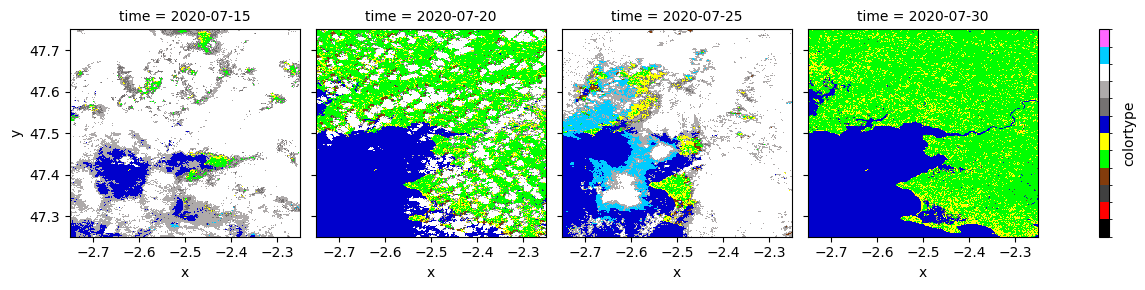 time = 2020-07-15
time = 2020-07-20
time = 2020-07-25
time = 2020-07-30
47.7
47.6
47.5
47.4
47.3
y
−2.7 −2.6 −2.5 −2.4 −2.3
−2.7 −2.6 −2.5 −2.4 −2.3
−2.7 −2.6 −2.5 −2.4 −2.3
−2.7 −2.6 −2.5 −2.4 −2.3
x
x
x
x
colortype